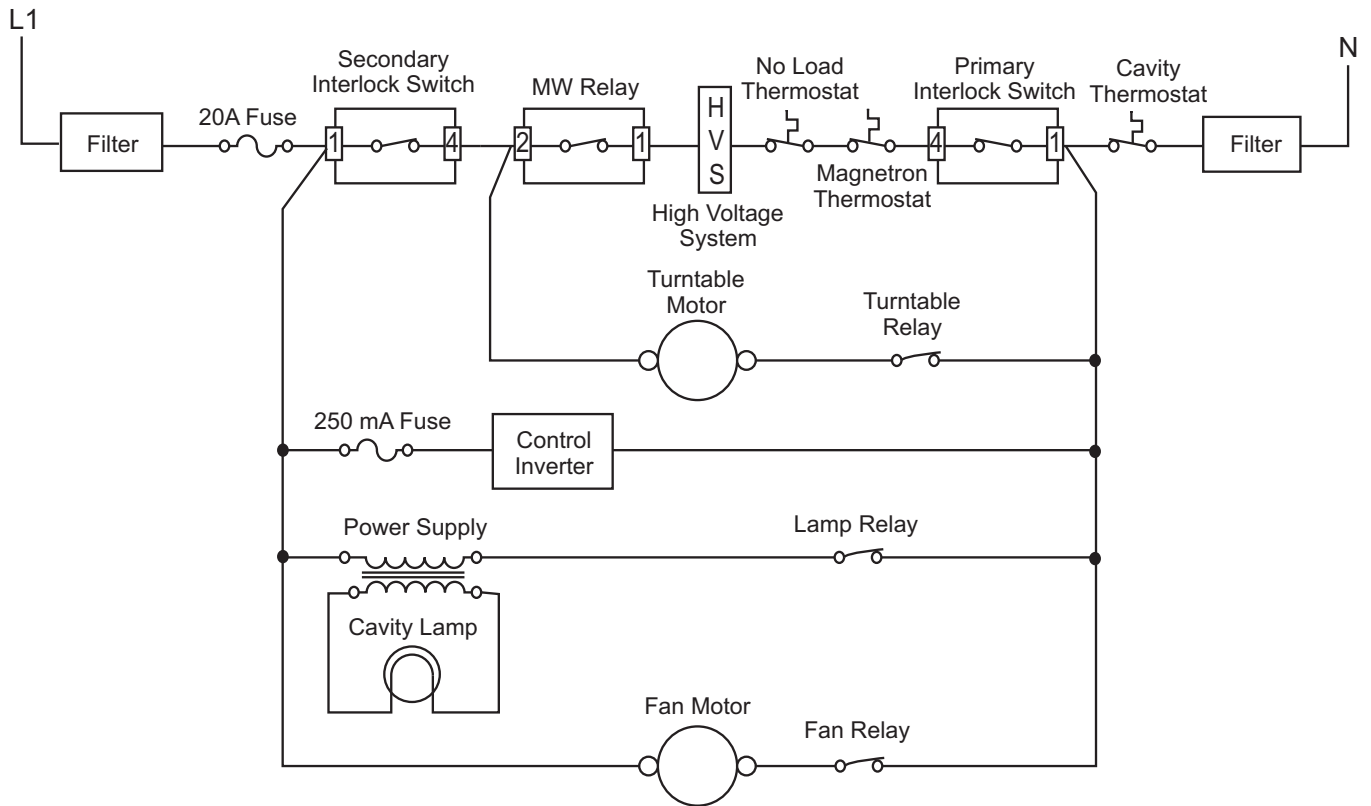 L1
N
Secondary
Interlock Switch
MW Relay
No Load
Thermostat
Primary
Interlock Switch
Cavity
Thermostat
20A Fuse
Filter
1
4
2
1
H
V
S
4
1
Filter
Magnetron
Thermostat
High Voltage
System
Turntable
Motor
Turntable
Relay
250 mA Fuse
Control
Inverter
Power Supply
Lamp Relay
Cavity Lamp
Fan Motor
Fan Relay